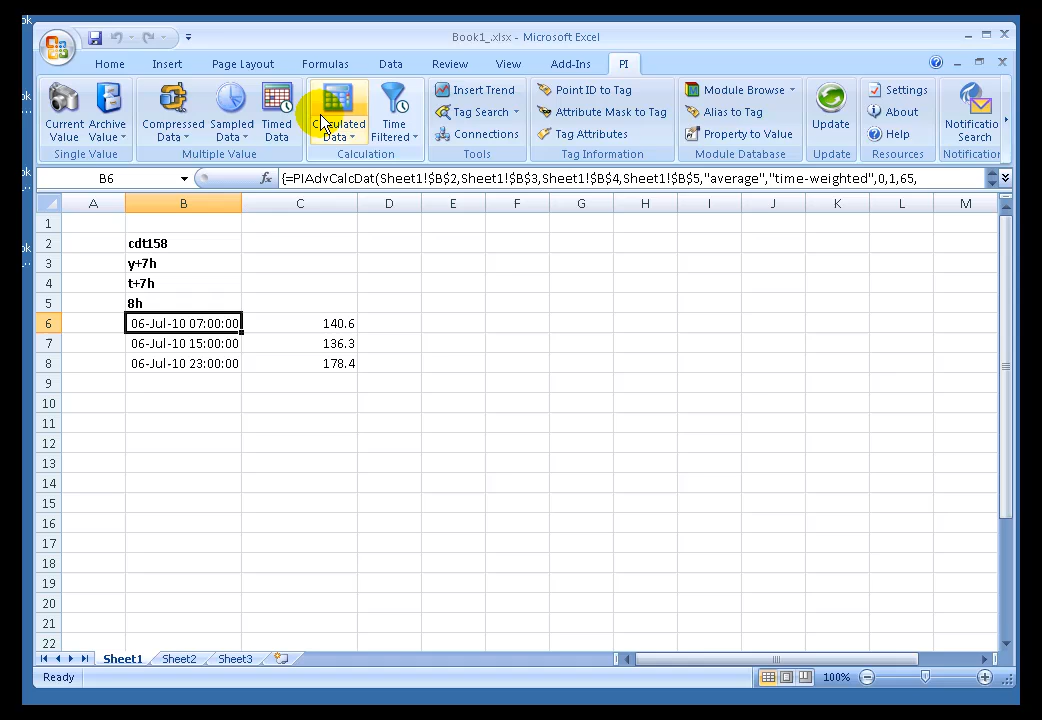 ok
Book1_.xlsx - Microsoft Excel
Home Insert Page Layout Formulas Data Review View Add-Ins PI
Current Value Archive Value Compressed Data Sampled Data Timed Data Calculated Data Time Filtered Insert Trend Tag Search Connections Point ID to Tag Attribute Mask to Tag Tag Attributes Module Browse Alias to Tag Property to Value Update Settings About Help Notificatio Search
Single Value Multiple Value Calculation Tools Tag Information Module Database Update Resources Notification
B6 fx {=PIAdvCalcDat(Sheet1!$B$2,Sheet1!$B$3,Sheet1!$B$4,Sheet1!$B$5,"average","time-weighted",0,1,65,
A B C D E F G H I J K L M
1
2 cdt158
3 y+7h
4 t+7h
5 8h
6 06-Jul-10 07:00:00 140.6
7 06-Jul-10 15:00:00 136.3
8 06-Jul-10 23:00:00 178.4
9
10
11
12
13
14
15
16
17
18
19
20
21
22
Sheet1 Sheet2 Sheet3
Ready 100%